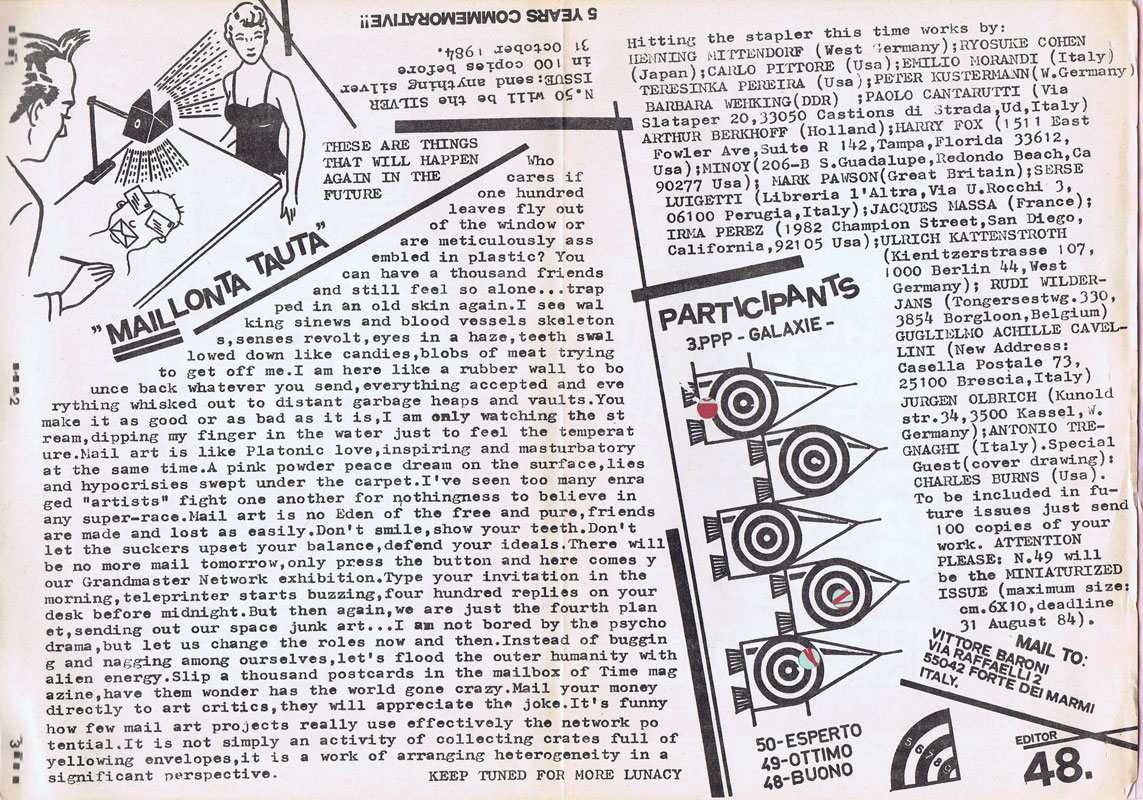 5 YEARS COMMEMORATIVE!!
N.50 will be the SILVER
ISSUE:send anything silver
in 100 copies before
31 October 1984.
THESE ARE THINGS
THAT WILL HAPPEN
AGAIN IN THE
FUTURE
"MAILLONTA TAUTA"
Who
cares if
one hundred
leaves fly out
of the window or
are meticulously ass
embled in plastic? You
can have a thousand friends
and still feel so alone...trap
ped in an old skin again.I see wal
king sinews and blood vessels skeleton
s,senses revolt,eyes in a haze,teeth swal
lowed down like candies,blobs of meat trying
to get off me.I am here like a rubber wall to bo
unce back whatever you send,everything accepted and eve
rything whisked out to distant garbage heaps and vaults.You
make it as good or as bad as it is,I am only watching the st
ream,dipping my finger in the water just to feel the temperat
ure.Mail art is like Platonic love,inspiring and masturbatory
at the same time.A pink powder peace dream on the surface,lies
and hypocrisies swept under the carpet.I've seen too many enra
ged "artists" fight one another for nothingness to believe in
any super-race.Mail art is no Eden of the free and pure,friends
are made and lost as easily.Don't smile,show your teeth.Don't
let the suckers upset your balance,defend your ideals.There will
be no more mail tomorrow,only press the button and here comes y
our Grandmaster Network exhibition.Type your invitation in the
morning,teleprinter starts buzzing,four hundred replies on your
desk before midnight.But then again,we are just the fourth plan
et,sending out our space junk art...I am not bored by the psycho
drama,but let us change the roles now and then.Instead of buggin
g and nagging among ourselves,let's flood the outer humanity with
alien energy.Slip a thousand postcards in the mailbox of Time mag
azine,have them wonder has the world gone crazy.Mail your money
directly to art critics,they will appreciate the joke.It's funny
how few mail art projects really use effectively the network po
tential.It is not simply an activity of collecting crates full of
yellowing envelopes,it is a work of arranging heterogeneity in a
significant perspective.
KEEP TUNED FOR MORE LUNACY
Hitting the stapler this time works by:
HENNING MITTENDORF (West Germany);RYOSUKE COHEN
(Japan);CARLO PITTORE (Usa);EMILIO MORANDI (Italy)
TERESINKA PEREIRA (Usa);PETER KUSTERMANN(W.Germany)
BARBARA WEHKING(DDR) ;PAOLO CANTARUTTI (Via
Slataper 20,33050 Castions di Strada,Ud,Italy)
ARTHUR BERKHOFF (Holland);HARRY FOX (1511 East
Fowler Ave,Suite R 142,Tampa,Florida 33612,
Usa);MINOY(206-B S.Guadalupe,Redondo Beach,Ca
90277 Usa); MARK PAWSON(Great Britain);SERSE
LUIGETTI (Libreria l'Altra,Via U.Rocchi 3,
06100 Perugia,Italy);JACQUES MASSA (France);
IRMA PEREZ (1982 Champion Street,San Diego,
California,92105 Usa);ULRICH KATTENSTROTH
(Kienitzerstrasse 107,
1000 Berlin 44,West
Germany); RUDI WILDER-
JANS (Tongersestwg.330,
3854 Borgloon,Belgium)
GUGLIELMO ACHILLE CAVEL-
LINI (New Address:
Casella Postale 73,
25100 Brescia,Italy)
JURGEN OLBRICH (Kunold
str.34,3500 Kassel,W.
Germany);ANTONIO TRE-
GNAGHI (Italy).Special
Guest(cover drawing):
CHARLES BURNS (Usa).
To be included in fu-
ture issues just send
100 copies of your
work. ATTENTION
PLEASE: N.49 will
be the MINIATURIZED
ISSUE (maximum size:
cm.6X10,deadline
31 August 84).
MAIL TO:
VITTORE BARONI
VIA RAFFAELLI 2
55042 FORTE DEI MARMI
ITALY.
PARTICIPANTS
3.PPP - GALAXIE -
50-ESPERTO
49-OTTIMO
48-BUONO
5 6 7 8 9
EDITOR
48.